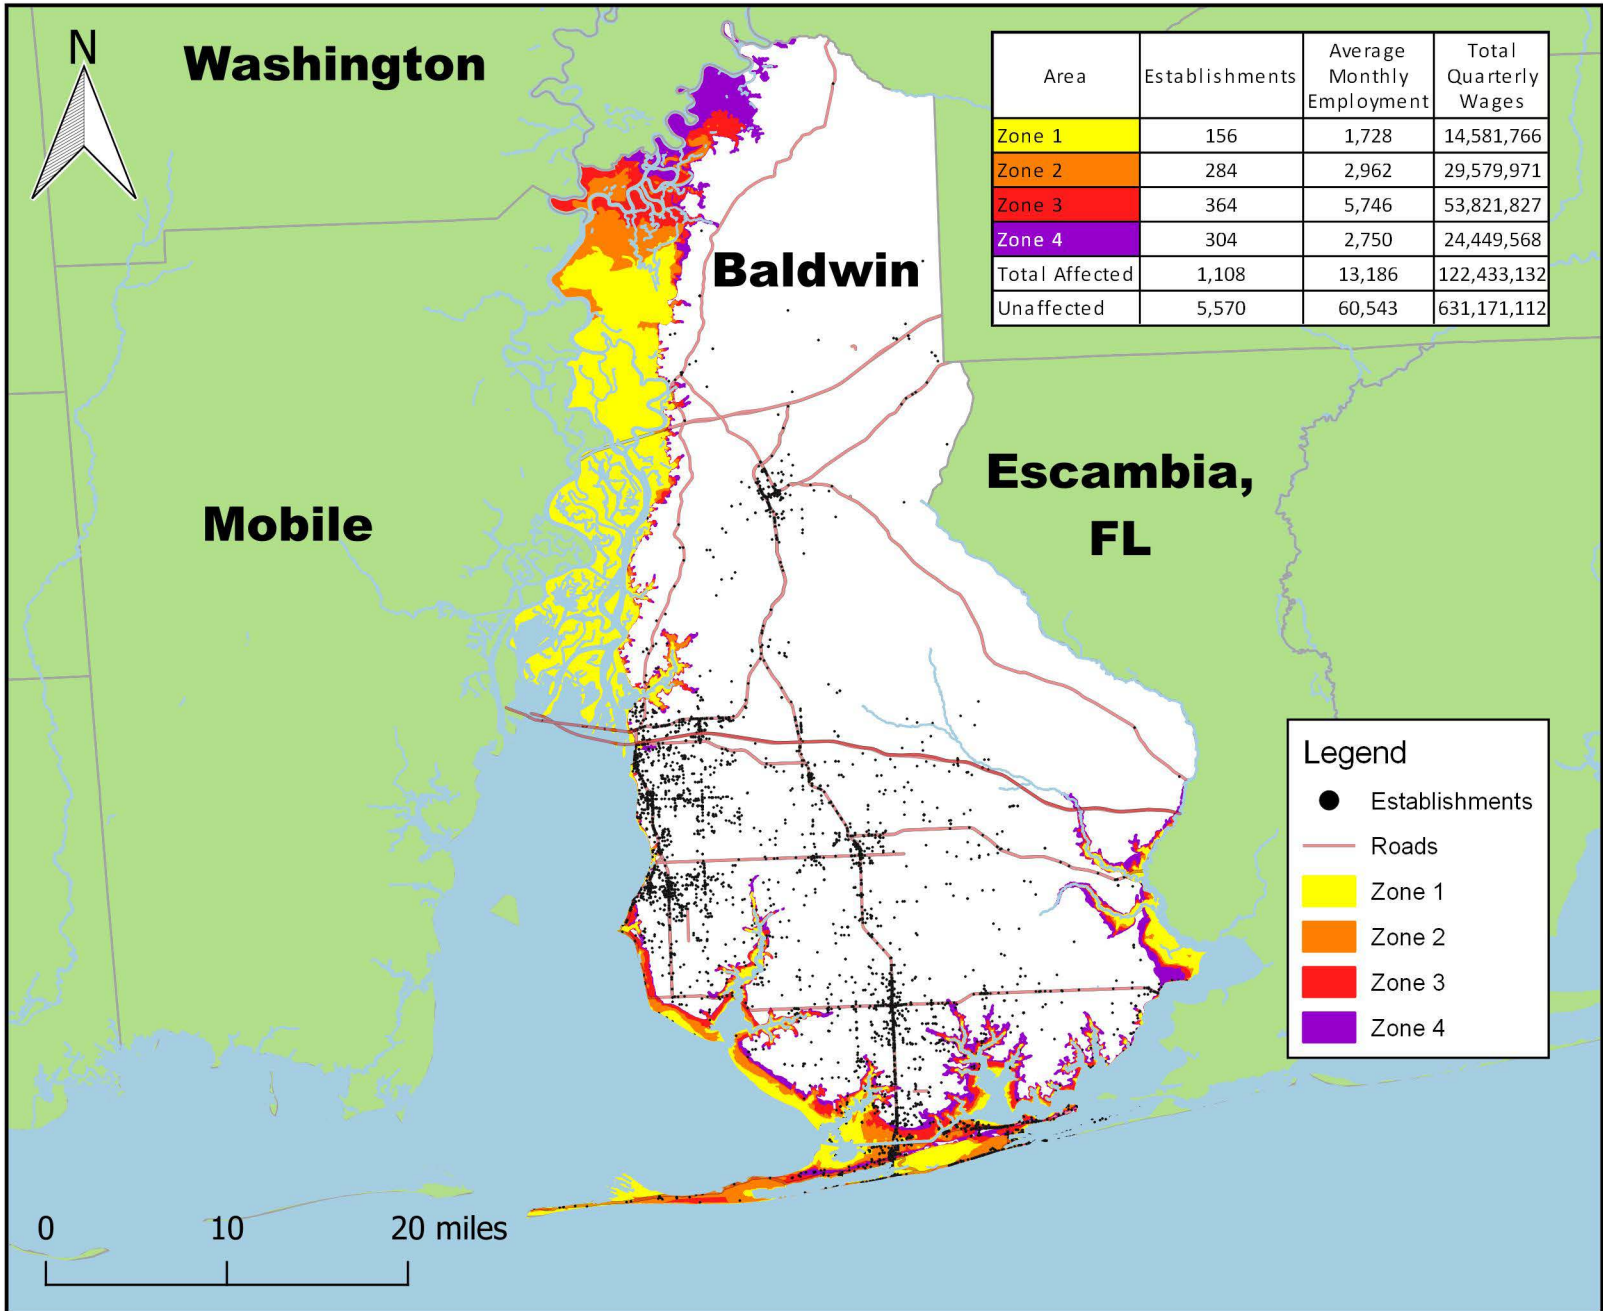 N
Washington
Area Establishments Average Monthly Employment Total Quarterly Wages
Zone 1 156 1,728 14,581,766
Zone 2 284 2,962 29,579,971
Zone 3 364 5,746 53,821,827
Zone 4 304 2,750 24,449,568
Total Affected 1,108 13,186 122,433,132
Unaffected 5,570 60,543 631,171,112
Baldwin
Mobile
Escambia,
FL
Legend
Establishments
Roads
Zone 1
Zone 2
Zone 3
Zone 4
0 10 20 miles